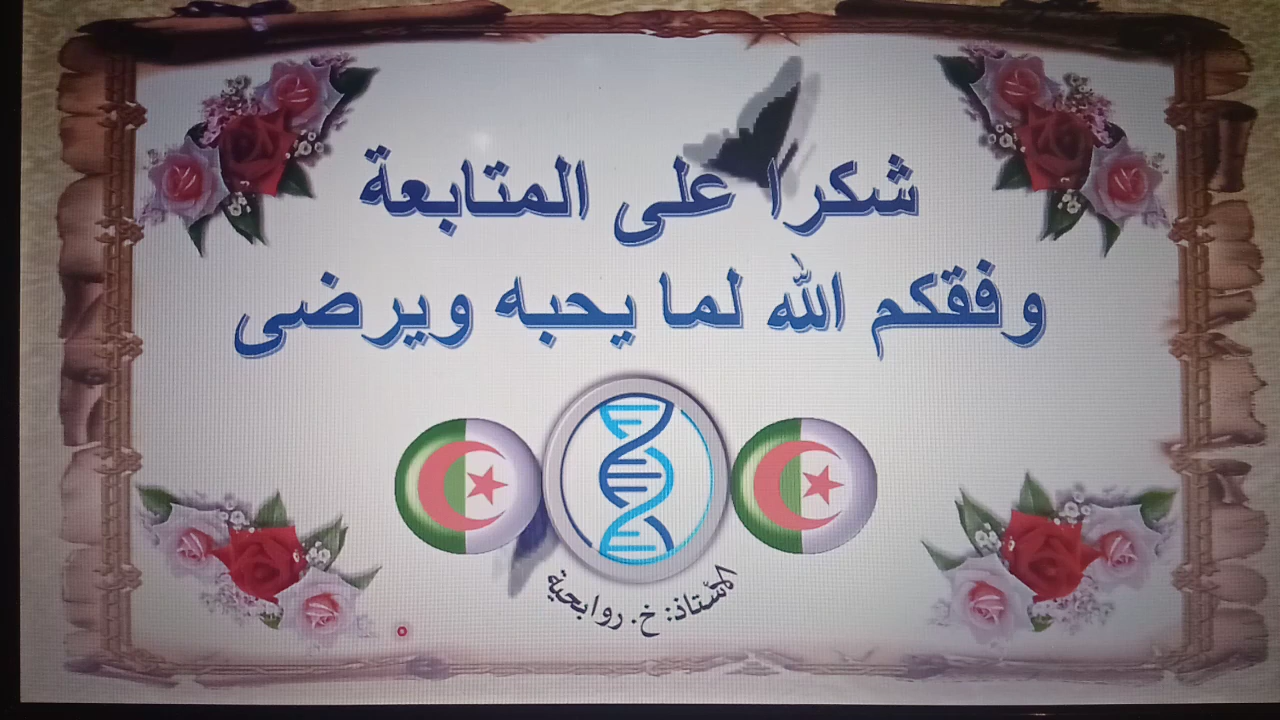 شكرا على المتابعة
وفقكم الله لما يحبه ويرضى
الأستاذ: خ. روابحية